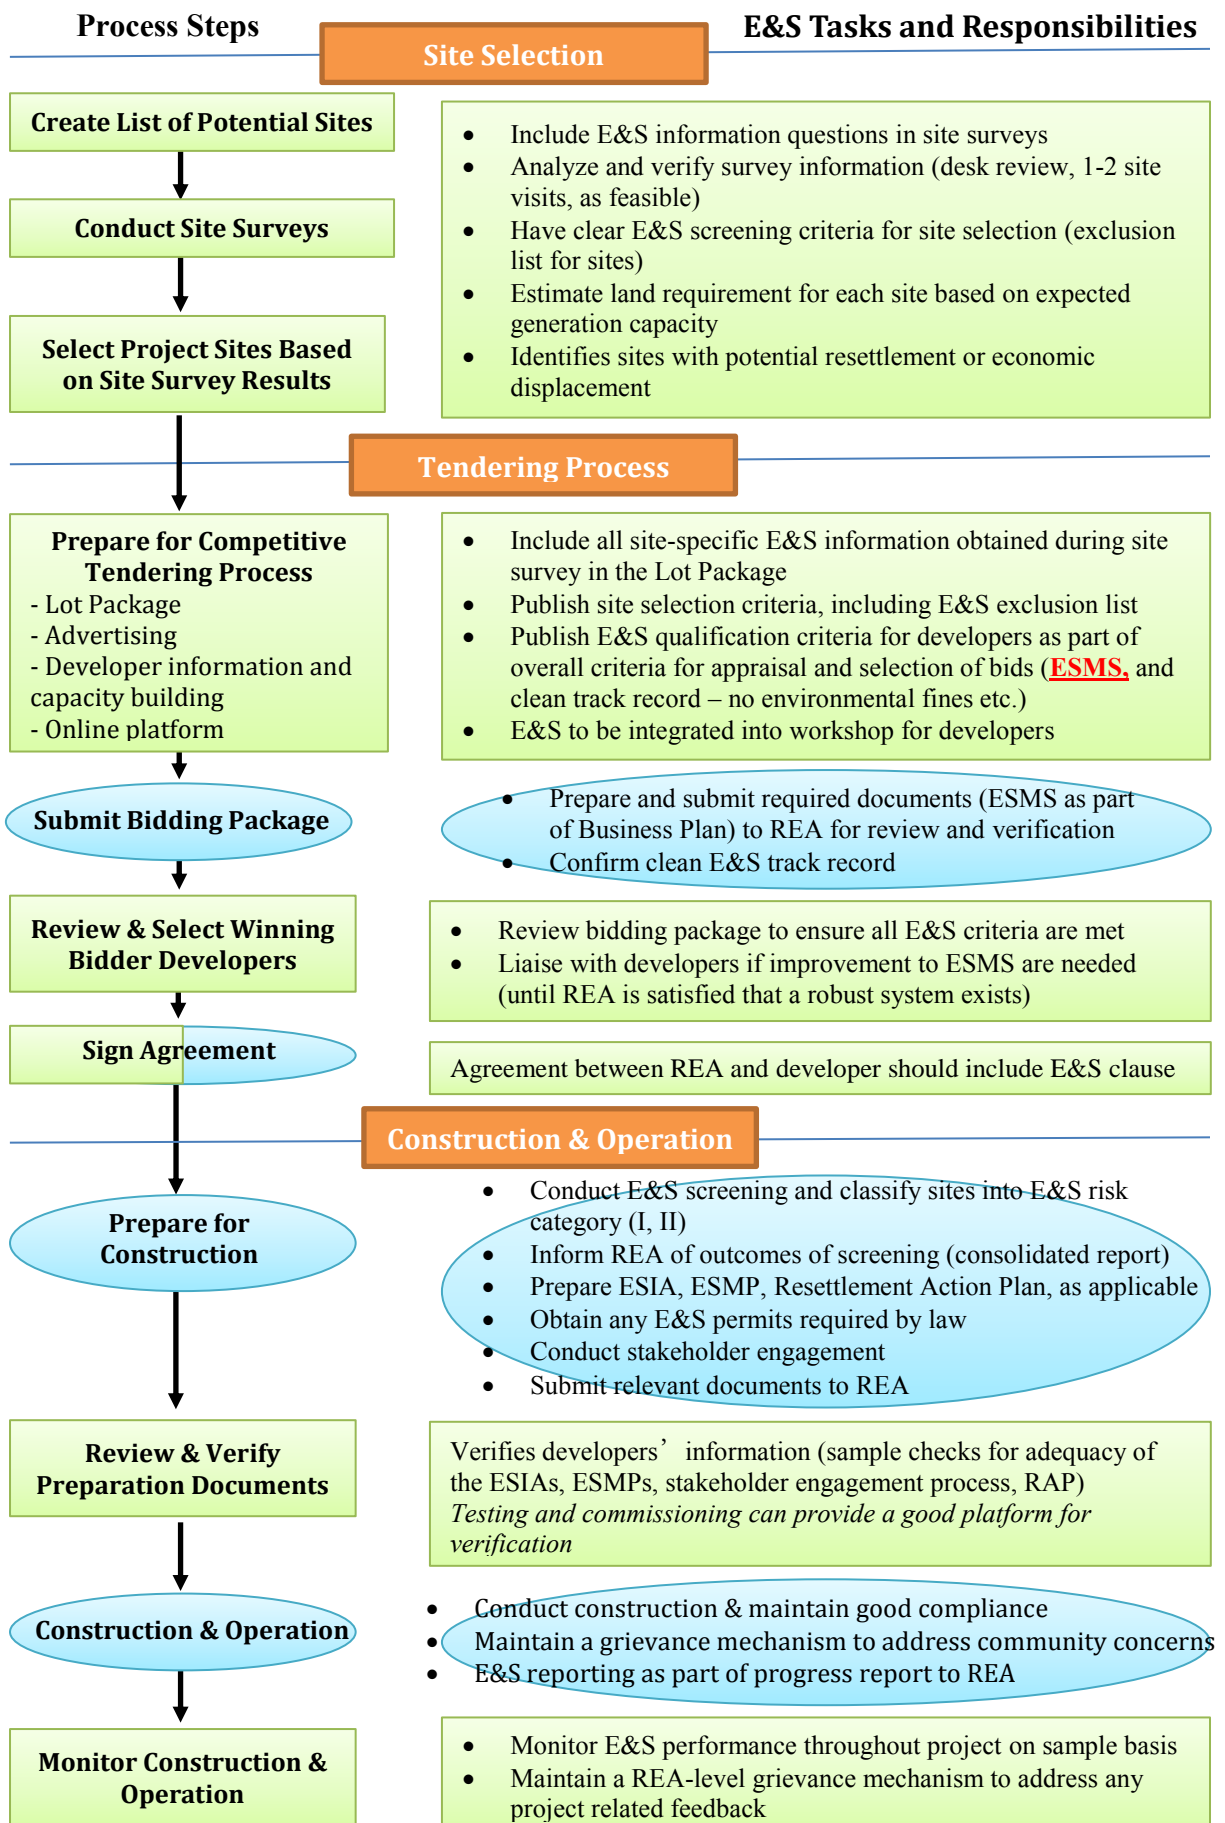 Process Steps
E&S Tasks and Responsibilities
Site Selection
Create List of Potential Sites
Conduct Site Surveys
Select Project Sites Based
on Site Survey Results
• Include E&S information questions in site surveys
• Analyze and verify survey information (desk review, 1-2 site
visits, as feasible)
• Have clear E&S screening criteria for site selection (exclusion
list for sites)
• Estimate land requirement for each site based on expected
generation capacity
• Identifies sites with potential resettlement or economic
displacement
Tendering Process
Prepare for Competitive
Tendering Process
- Lot Package
- Advertising
- Developer information and
capacity building
- Online platform
• Include all site-specific E&S information obtained during site
survey in the Lot Package
• Publish site selection criteria, including E&S exclusion list
• Publish E&S qualification criteria for developers as part of
overall criteria for appraisal and selection of bids (ESMS, and
clean track record – no environmental fines etc.)
• E&S to be integrated into workshop for developers
Submit Bidding Package
• Prepare and submit required documents (ESMS as part
of Business Plan) to REA for review and verification
• Confirm clean E&S track record
Review & Select Winning
Bidder Developers
• Review bidding package to ensure all E&S criteria are met
• Liaise with developers if improvement to ESMS are needed
(until REA is satisfied that a robust system exists)
Sign Agreement
Agreement between REA and developer should include E&S clause
Construction & Operation
Prepare for
Construction
• Conduct E&S screening and classify sites into E&S risk
category (I, II)
• Inform REA of outcomes of screening (consolidated report)
• Prepare ESIA, ESMP, Resettlement Action Plan, as applicable
• Obtain any E&S permits required by law
• Conduct stakeholder engagement
• Submit relevant documents to REA
Review & Verify
Preparation Documents
Verifies developers’ information (sample checks for adequacy of
the ESIAs, ESMPs, stakeholder engagement process, RAP)
Testing and commissioning can provide a good platform for
verification
Construction & Operation
• Conduct construction & maintain good compliance
• Maintain a grievance mechanism to address community concerns
• E&S reporting as part of progress report to REA
Monitor Construction &
Operation
• Monitor E&S performance throughout project on sample basis
• Maintain a REA-level grievance mechanism to address any
project related feedback